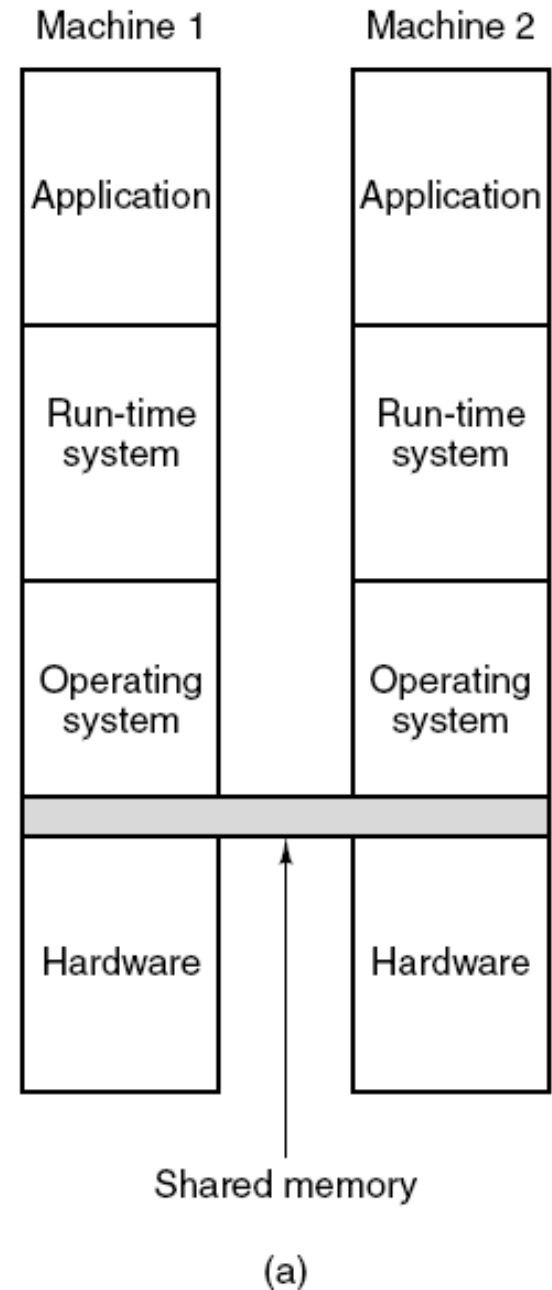 Machine 1
Machine 2
Application
Application
Run-time
system
Run-time
system
Operating
system
Operating
system
Hardware
Hardware
Shared memory
(a)